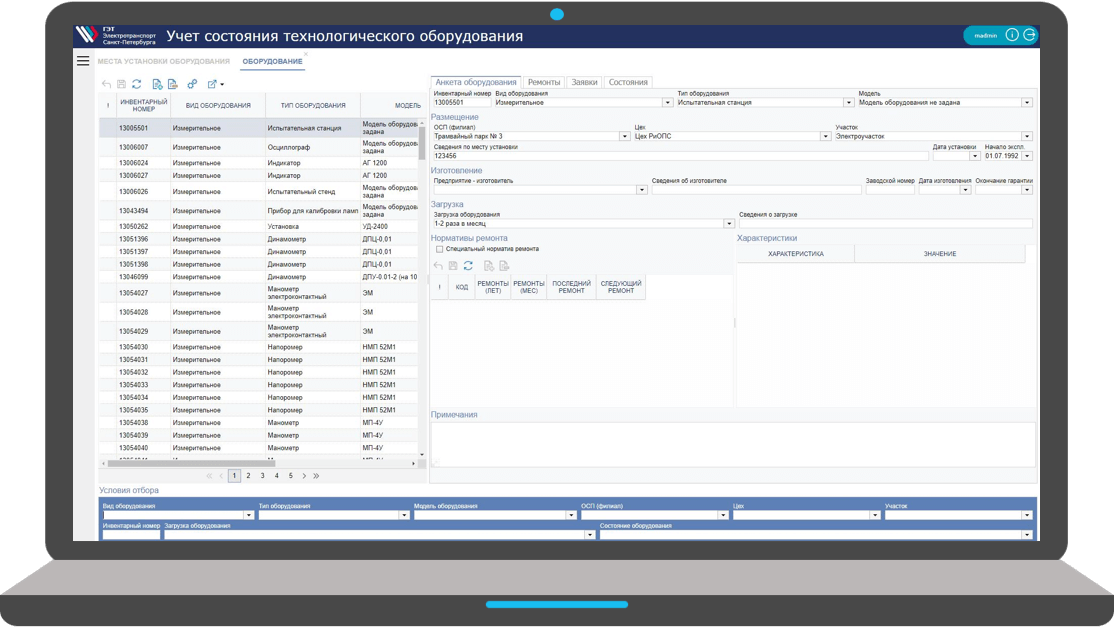 ГЭТ
Электротранспорт
Санкт-Петербурга
Учет состояния технологического оборудования
madmin
МЕСТА УСТАНОВКИ ОБОРУДОВАНИЯ ОБОРУДОВАНИЕ
! ИНВЕНТАРНЫЙ НОМЕР ВИД ОБОРУДОВАНИЯ ТИП ОБОРУДОВАНИЯ МОДЕЛЬ
13005501 Измерительное Испытательная станция Модель оборудов задана
13006007 Измерительное Осциллограф Модель оборудов задана
13006024 Измерительное Индикатор АГ 1200
13006027 Измерительное Индикатор АГ 1200
13006026 Измерительное Испытательный стенд Модель оборудов задана
13043494 Измерительное Прибор для калибровки ламп Модель оборудов задана
13050262 Измерительное Установка УД-2400
13051396 Измерительное Динамометр ДПЦ-0,01
13051397 Измерительное Динамометр ДПЦ-0,01
13051398 Измерительное Динамометр ДПЦ-0,01
13046099 Измерительное Динамометр ДПУ-0.01-2 (на 10
13054027 Измерительное Манометр электроконтактный ЭМ
13054028 Измерительное Манометр электроконтактный ЭМ
13054029 Измерительное Манометр электроконтактный ЭМ
13054030 Измерительное Напоромер НМП 52М1
13054031 Измерительное Напоромер НМП 52М1
13054032 Измерительное Напоромер НМП 52М1
13054033 Измерительное Напоромер НМП 52М1
13054034 Измерительное Напоромер НМП 52М1
13054035 Измерительное Напоромер НМП 52М1
13054038 Измерительное Манометр МП-4У
13054039 Измерительное Манометр МП-4У
13054040 Измерительное Манометр МП-4У
1 2 3 4 5
Анкета оборудования Ремонты Заявки Состояния
Инвентарный номер Вид оборудования Тип оборудования Модель
13005501 Измерительное Испытательная станция Модель оборудования не задана
Размещение
ОСП (филиал) Цех Участок
Трамвайный парк № 3 Цех РиОПС Электроучасток
Сведения по месту установки Дата установки Начало экспл.
123456 01.07.1992
Изготовление
Предприятие - изготовитель Сведения об изготовителе Заводской номер Дата изготовления Окончание гарантии
Загрузка
Загрузка оборудования Сведения о загрузке
1-2 раза в месяц
Нормативы ремонта Характеристики
Специальный норматив ремонта
ХАРАКТЕРИСТИКА ЗНАЧЕНИЕ
! КОД РЕМОНТЫ (ЛЕТ) РЕМОНТЫ (МЕС) ПОСЛЕДНИЙ РЕМОНТ СЛЕДУЮЩИЙ РЕМОНТ
Примечания
Условия отбора
Вид оборудования Тип оборудования Модель оборудования ОСП (филиал) Цех Участок
Инвентарный номер Загрузка оборудования Состояние оборудования